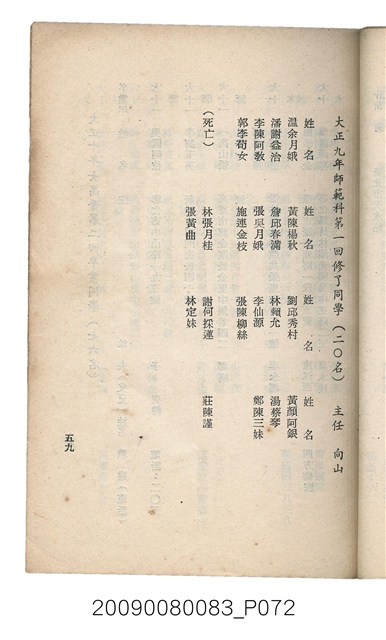 大正九年師範科第一回修了同學(二〇名) 主任 向山
姓名 姓名 姓名 姓名
溫余月娥 黃陳楊秋 劉邱秀村 黃顏阿銀
潘謝益治 詹邱春滿 林賴允 湯蔡琴
李陳阿敎 張吳月娥 李仙源 鄭陳三妹
郭李荀女 施連金枝 張陳柳絲
(死亡) 林張月桂 謝何採蓮 莊陳謹
張黃曲 林定妹
五九
20090080083_P072